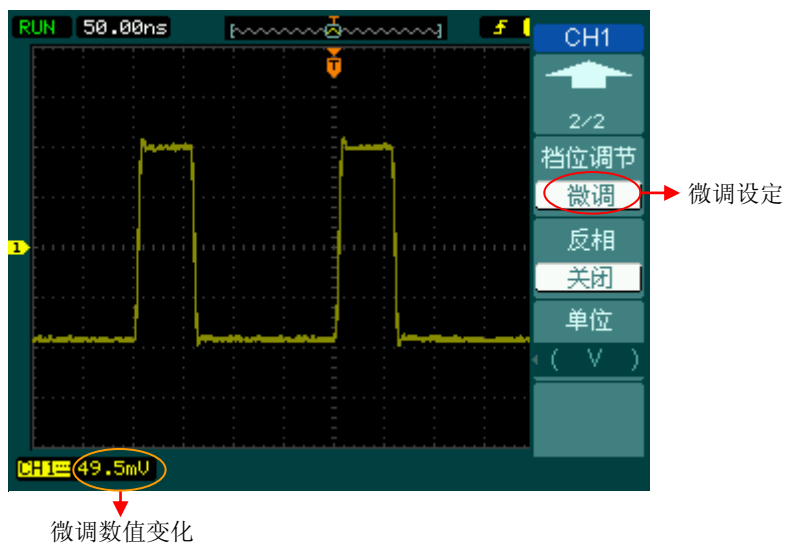 RUN 50.00ns T CH1
T
2/2
档位调节
微调 微调设定
1 反相
关闭
单位
( V )
CH1 49.5mV
微调数值变化